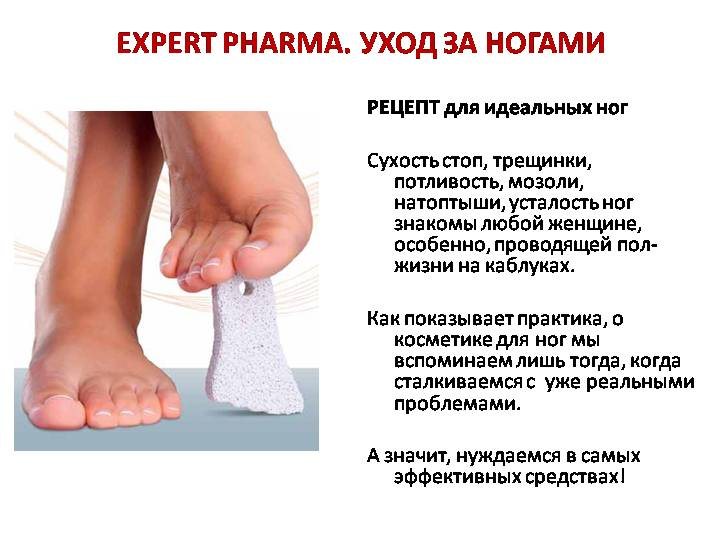 EXPERT PHARMA. УХОД ЗА НОГАМИ
РЕЦЕПТ для идеальных ног
Сухость стоп, трещинки,
потливость, мозоли,
натоптыши, усталость ног
знакомы любой женщине,
особенно, проводящей пол-
жизни на каблуках.
Как показывает практика, о
косметике для ног мы
вспоминаем лишь тогда, когда
сталкиваемся с уже реальными
проблемами.
А значит, нуждаемся в самых
эффективных средствах!